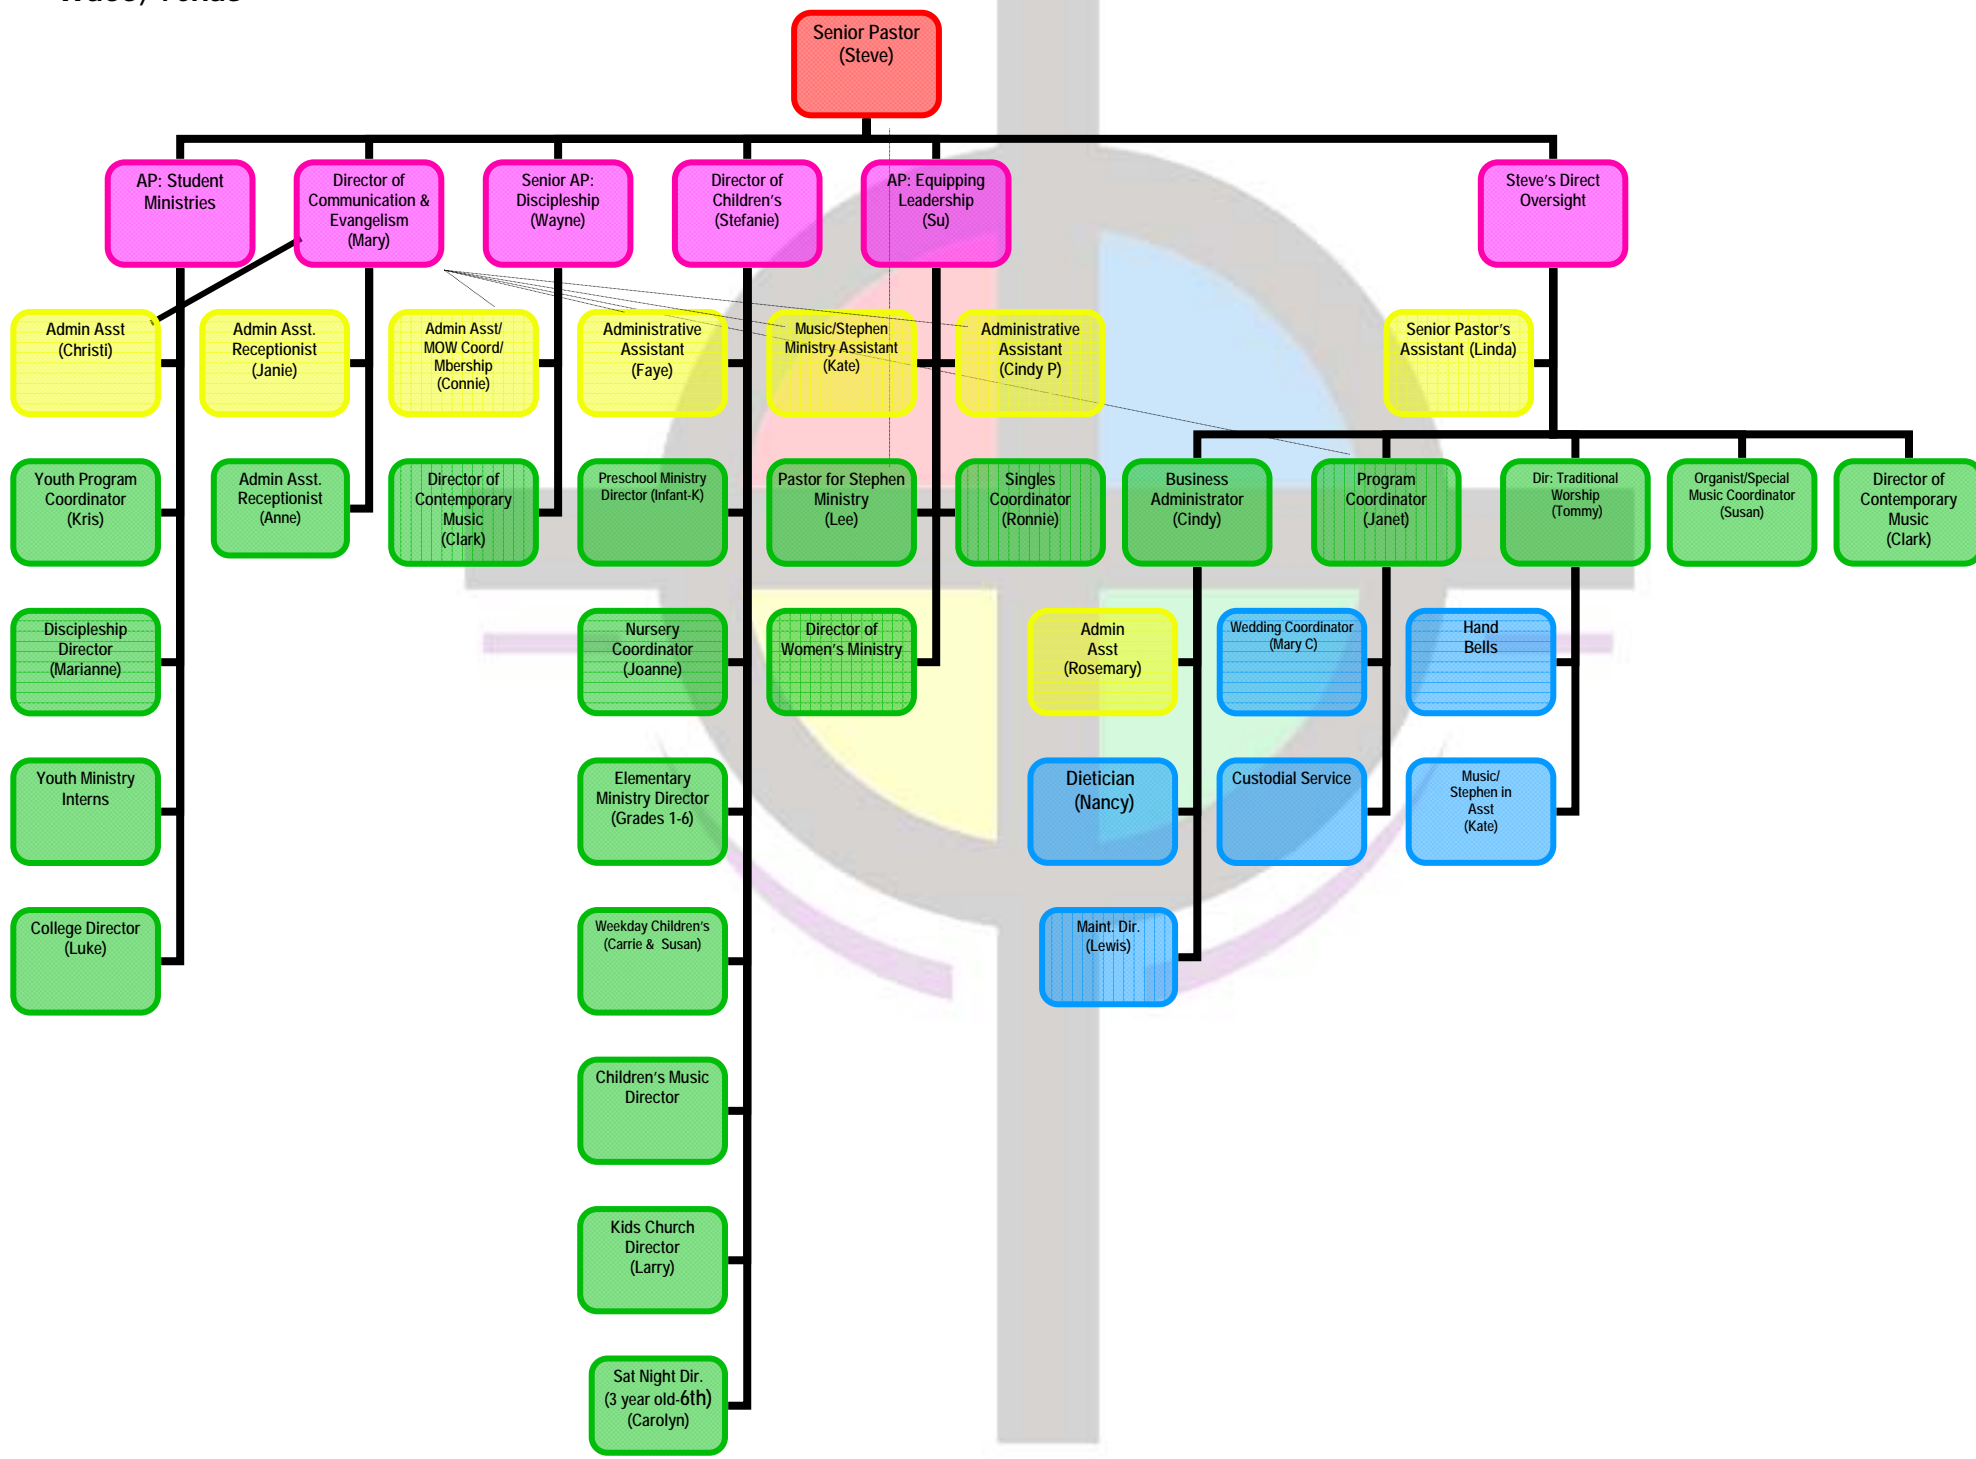 Senior Pastor
(Steve)
AP: Student
Ministries
Director of
Communication &
Evangelism
(Mary)
Senior AP:
Discipleship
(Wayne)
Director of
Children's
(Stefanie)
AP: Equipping
Leadership
(Su)
Steve's Direct
Oversight
Admin Asst
(Christi)
Admin Asst.
Receptionist
(Janie)
Admin Asst/
MOW Coord/
Mbership
(Connie)
Administrative
Assistant
(Faye)
Music/Stephen
Ministry Assistant
(Kate)
Administrative
Assistant
(Cindy P)
Senior Pastor's
Assistant (Linda)
Youth Program
Coordinator
(Kris)
Admin Asst.
Receptionist
(Anne)
Director of
Contemporary
Music
(Clark)
Preschool Ministry
Director (Infant-K)
Pastor for Stephen
Ministry
(Lee)
Singles
Coordinator
(Ronnie)
Business
Administrator
(Cindy)
Program
Coordinator
(Janet)
Dir: Traditional
Worship
(Tommy)
Organist/Special
Music Coordinator
(Susan)
Director of
Contemporary
Music
(Clark)
Discipleship
Director
(Marianne)
Nursery
Coordinator
(Joanne)
Director of
Women's Ministry
Admin
Asst
(Rosemary)
Wedding Coordinator
(Mary C)
Hand
Bells
Youth Ministry
Interns
Elementary
Ministry Director
(Grades 1-6)
Dietician
(Nancy)
Custodial Service
Music/
Stephen in
Asst
(Kate)
College Director
(Luke)
Weekday Children's
(Carrie & Susan)
Maint. Dir.
(Lewis)
Children's Music
Director
Kids Church
Director
(Larry)
Sat Night Dir.
(3 year old-6th)
(Carolyn)